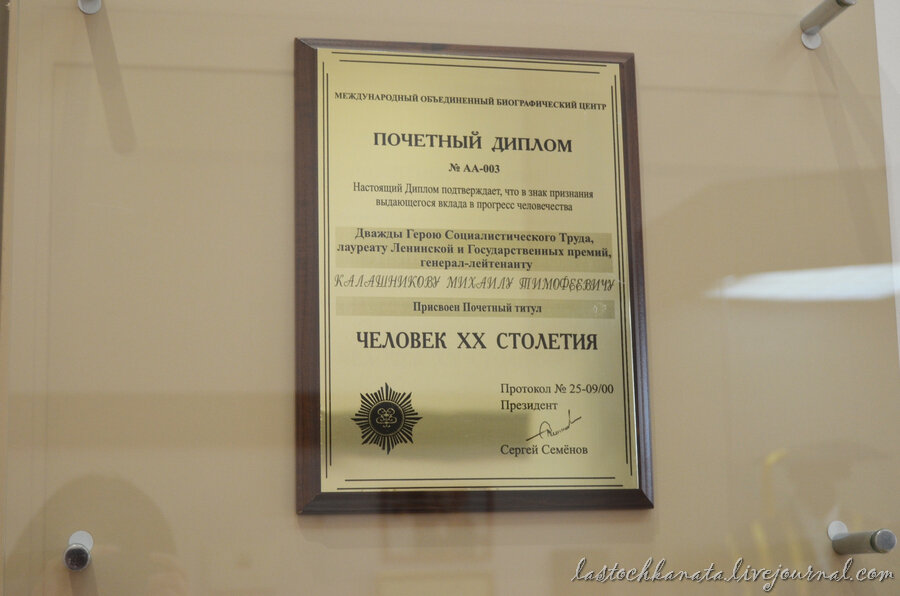 МЕЖДУНАРОДНЫЙ ОБЪЕДИНЕННЫЙ БИОГРАФИЧЕСКИЙ ЦЕНТР
ПОЧЕТНЫЙ ДИПЛОМ
№ АА-003
Настоящий Диплом подтверждает, что в знак признания
выдающегося вклада в прогресс человечества
Дважды Герою Социалистического Труда,
лауреату Ленинской и Государственных премий,
генерал-лейтенанту
КАЛАШНИКОВУ МИХАИЛУ ТИМОФЕЕВИЧУ
Присвоен Почетный титул
ЧЕЛОВЕК XX СТОЛЕТИЯ
Протокол № 25-09/00
Президент
Сергей Семёнов
lastochkanata.livejournal.com